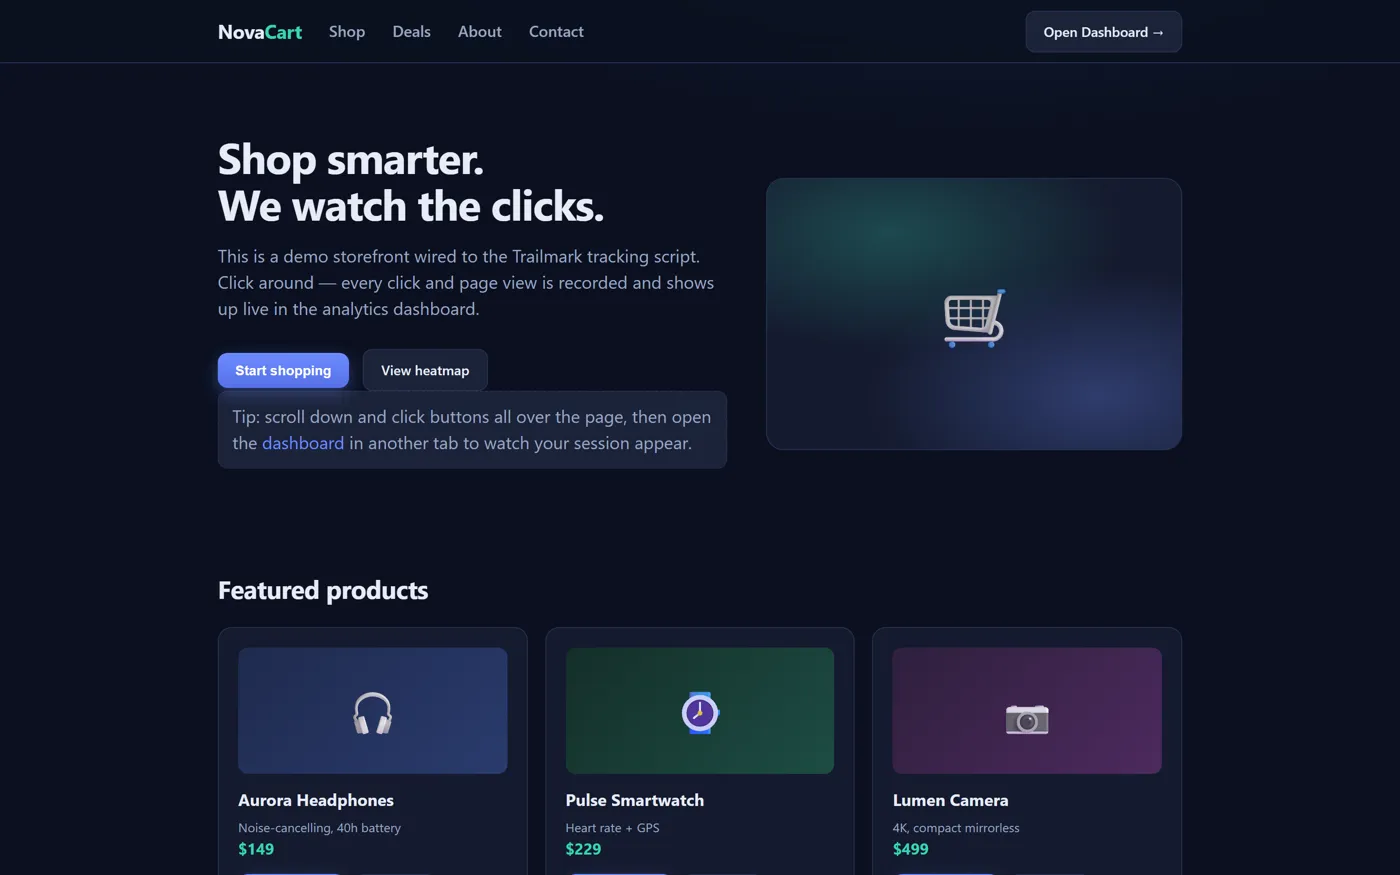 NovaCart
Shop
Deals
About
Contact
Open Dashboard →
Shop smarter.
We watch the clicks.
This is a demo storefront wired to the Trailmark tracking script.
Click around — every click and page view is recorded and shows
up live in the analytics dashboard.
Start shopping
View heatmap
Tip: scroll down and click buttons all over the page, then open
the dashboard in another tab to watch your session appear.
Featured products
Aurora Headphones
Noise-cancelling, 40h battery
$149
Pulse Smartwatch
Heart rate + GPS
$229
Lumen Camera
4K, compact mirrorless
$499